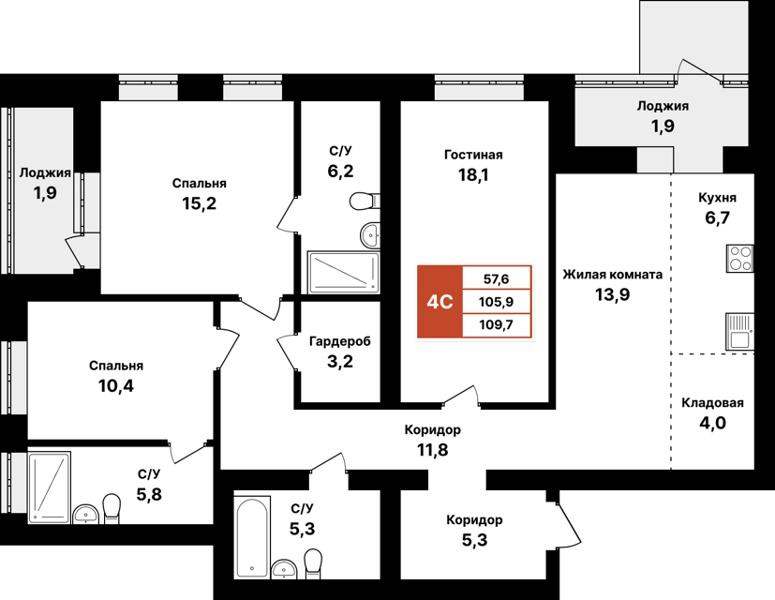 Лоджия
1,9
Лоджия
1,9
Спальня
15,2
С/У
6,2
Гостиная
18,1
Кухня
6,7
Жилая комната
13,9
4С
57,6
105,9
109,7
Гардероб
3,2
Спальня
10,4
Кладовая
4,0
Коридор
11,8
С/У
5,8
С/У
5,3
Коридор
5,3